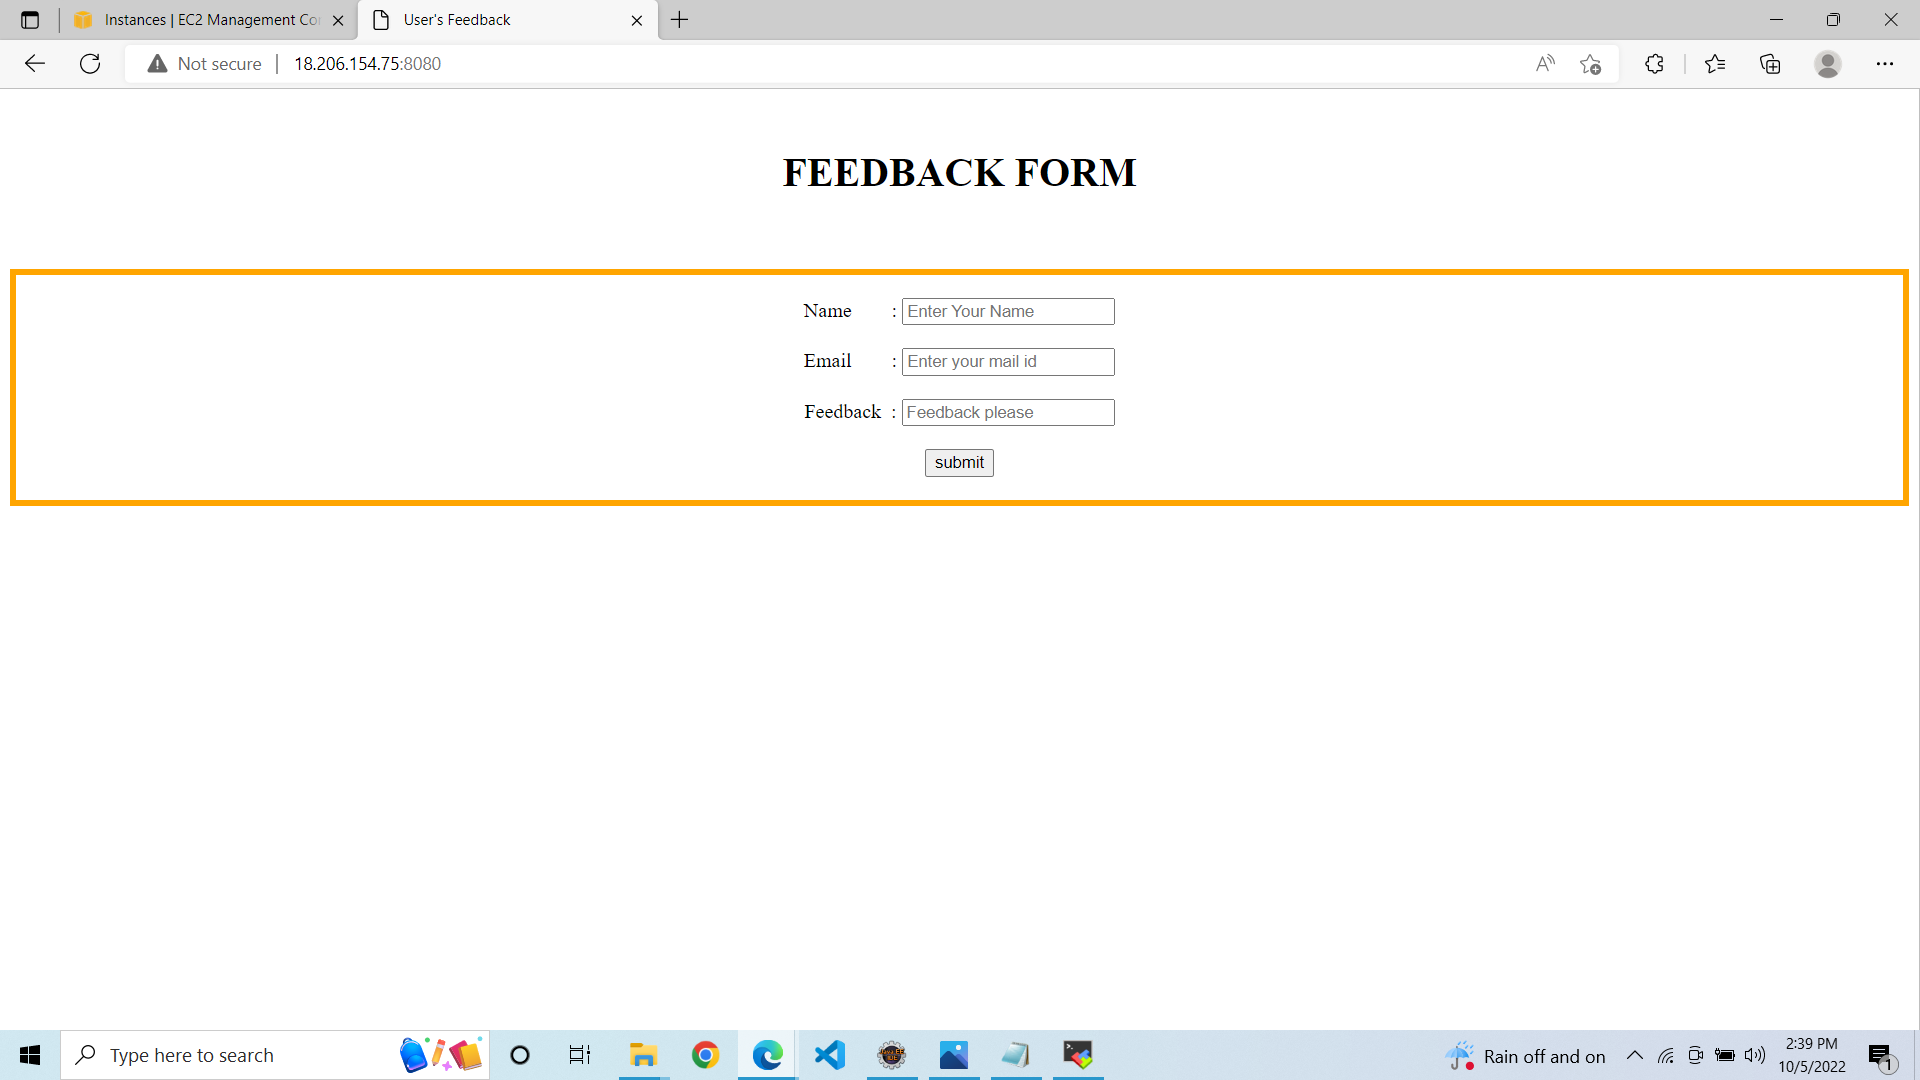 Instances | EC2 Management Co
User's Feedback
Not secure
18.206.154.75:8080
FEEDBACK FORM
Name : Enter Your Name
Email : Enter your mail id
Feedback : Feedback please
submit
Type here to search
Rain off and on
2:39 PM
10/5/2022
1